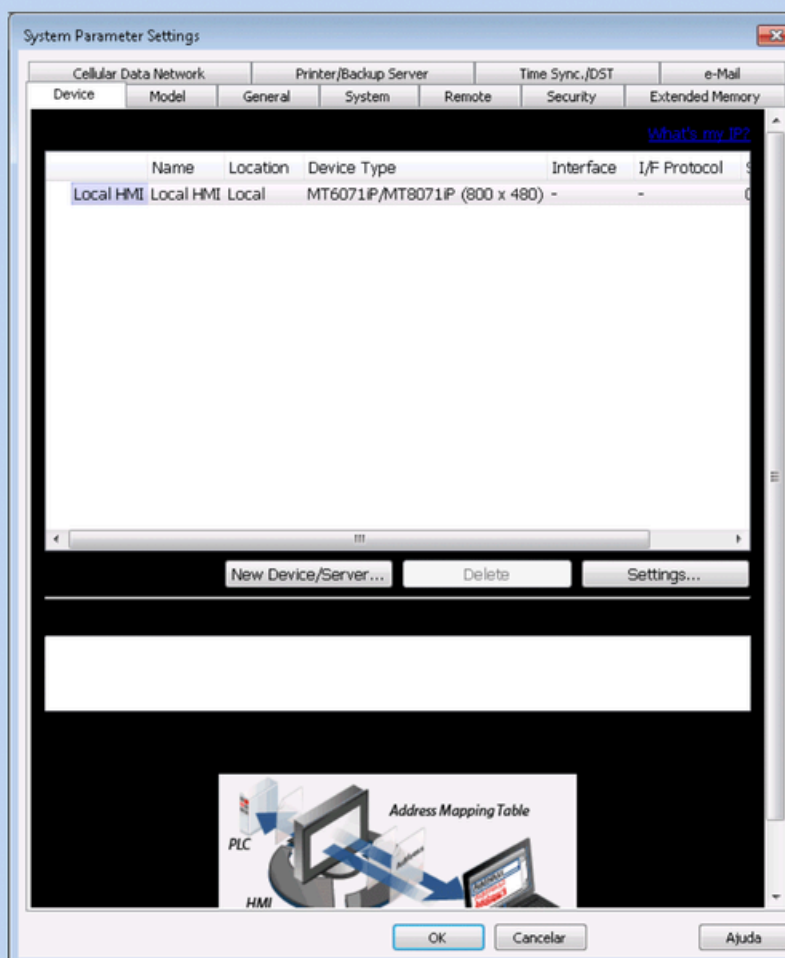 System Parameter Settings
Cellular Data Network Printer/Backup Server Time Sync./DST e-Mail
Device Model General System Remote Security Extended Memory
What's my IP?
Name Location Device Type Interface I/F Protocol
Local HMI Local HMI Local MT6071iP/MT8071iP (800 x 480) - -
New Device/Server... Delete Settings...
Address Mapping Table
PLC
HMI
OK Cancelar Ajuda